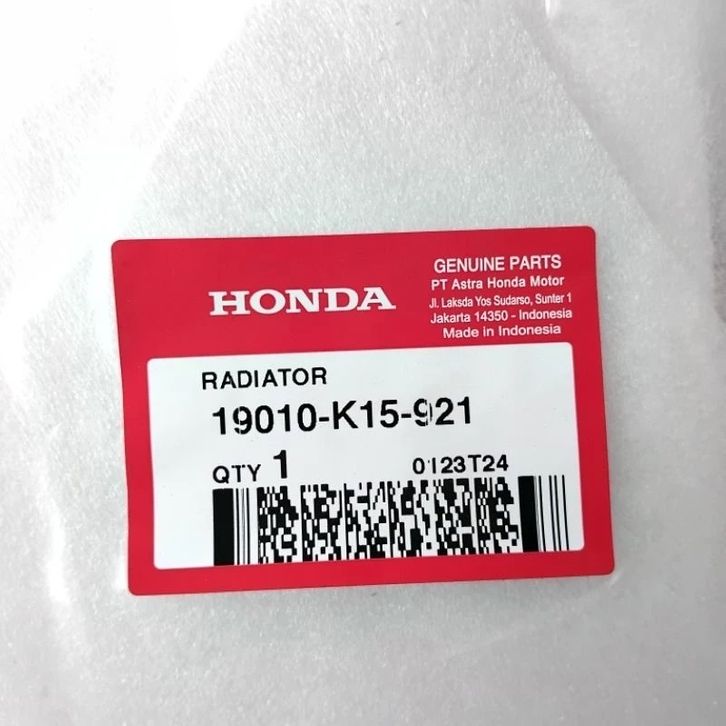 HONDA
GENUINE PARTS
PT Astra Honda Motor
Jl. Laksda Yos Sudarso, Sunter 1
Jakarta 14350 - Indonesia
Made in Indonesia
RADIATOR
19010-K15-921
QTY 1 0123T24